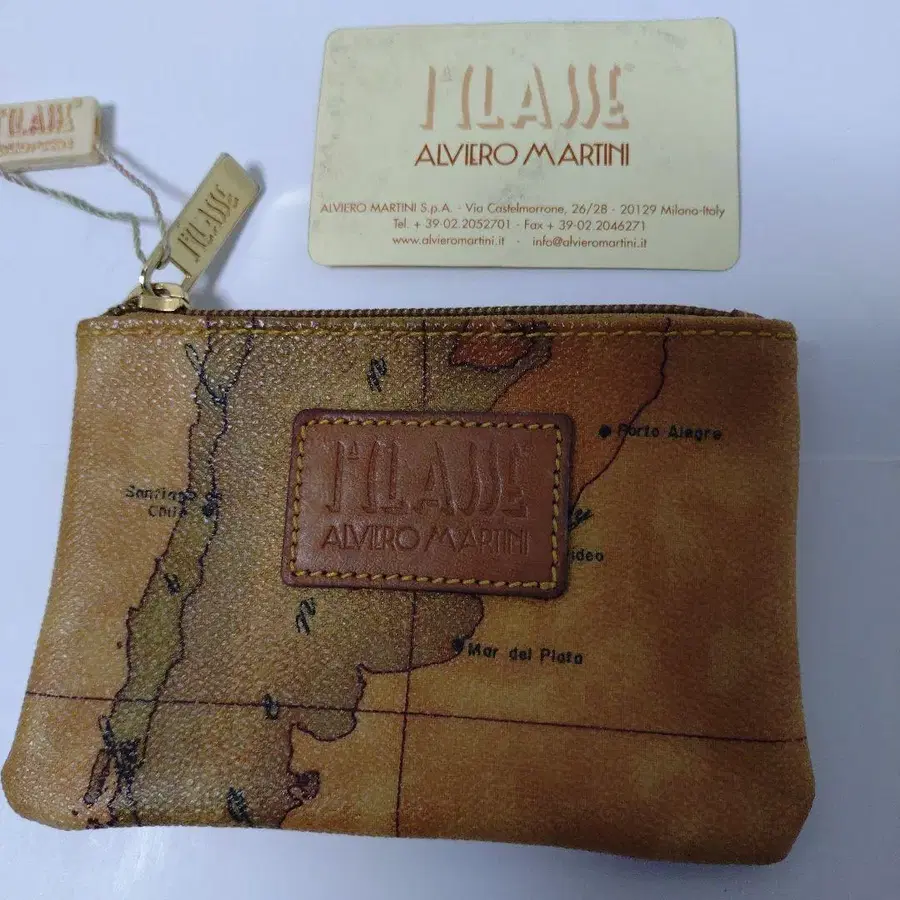 1ª CLASSE
ALVIERO MARTINI
ALVIERO MARTINI S.p.A. - Via Castelmorrone, 26/28 - 20129 Milano-Italy
Tel. + 39-02.2052701 - Fax + 39-02.2046271
www.alvieromartini.it - info@alvieromartini.it
1ª CLASSE
1ª CLASSE
ALVIERO MARTINI
Porto Alegre
Santiago
Chile
ideo
Mar del Plata